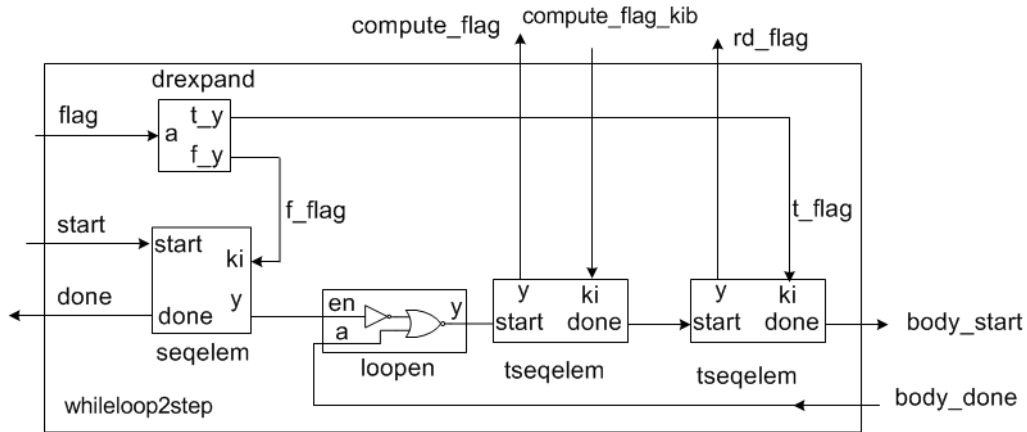 compute_flag
compute_flag_kib
rd_flag
drexpand
flag
a
t_y
f_y
f_flag
t_flag
start
start
ki
done
done
y
seqelem
en
a
y
loopen
y
ki
start
done
tseqelem
y
ki
start
done
tseqelem
body_start
body_done
whileloop2step